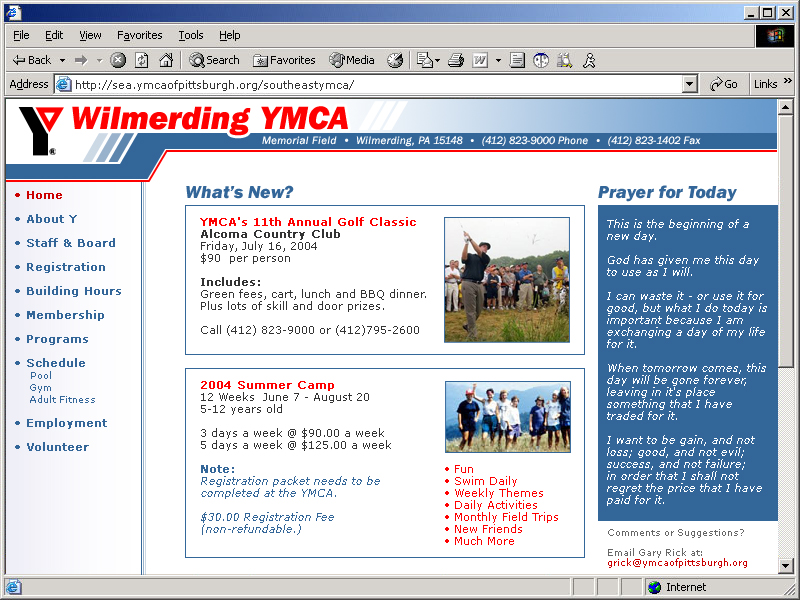 File Edit View Favorites Tools Help
Back Search Favorites Media
Address http://sea.ymcaofpittsburgh.org/southeastymca/ Go Links »
Wilmerding YMCA
Memorial Field • Wilmerding, PA 15148 • (412) 823-9000 Phone • (412) 823-1402 Fax
• Home
• About Y
• Staff & Board
• Registration
• Building Hours
• Membership
• Programs
• Schedule
Pool
Gym
Adult Fitness
• Employment
• Volunteer
What's New?
YMCA's 11th Annual Golf Classic
Alcoma Country Club
Friday, July 16, 2004
$90 per person
Includes:
Green fees, cart, lunch and BBQ dinner.
Plus lots of skill and door prizes.
Call (412) 823-9000 or (412)795-2600
2004 Summer Camp
12 Weeks June 7 - August 20
5-12 years old
3 days a week @ $90.00 a week
5 days a week @ $125.00 a week
Note:
Registration packet needs to be
completed at the YMCA.
$30.00 Registration Fee
(non-refundable.)
• Fun
• Swim Daily
• Weekly Themes
• Daily Activities
• Monthly Field Trips
• New Friends
• Much More
Prayer for Today
This is the beginning of a
new day.
God has given me this day
to use as I will.
I can waste it - or use it for
good, but what I do today is
important because I am
exchanging a day of my life
for it.
When tomorrow comes, this
day will be gone forever,
leaving in it's place
something that I have
traded for it.
I want to be gain, and not
loss; good, and not evil;
success, and not failure;
in order that I shall not
regret the price that I have
paid for it.
Comments or Suggestions?
Email Gary Rick at:
grick@ymcaofpittsburgh.org
Internet